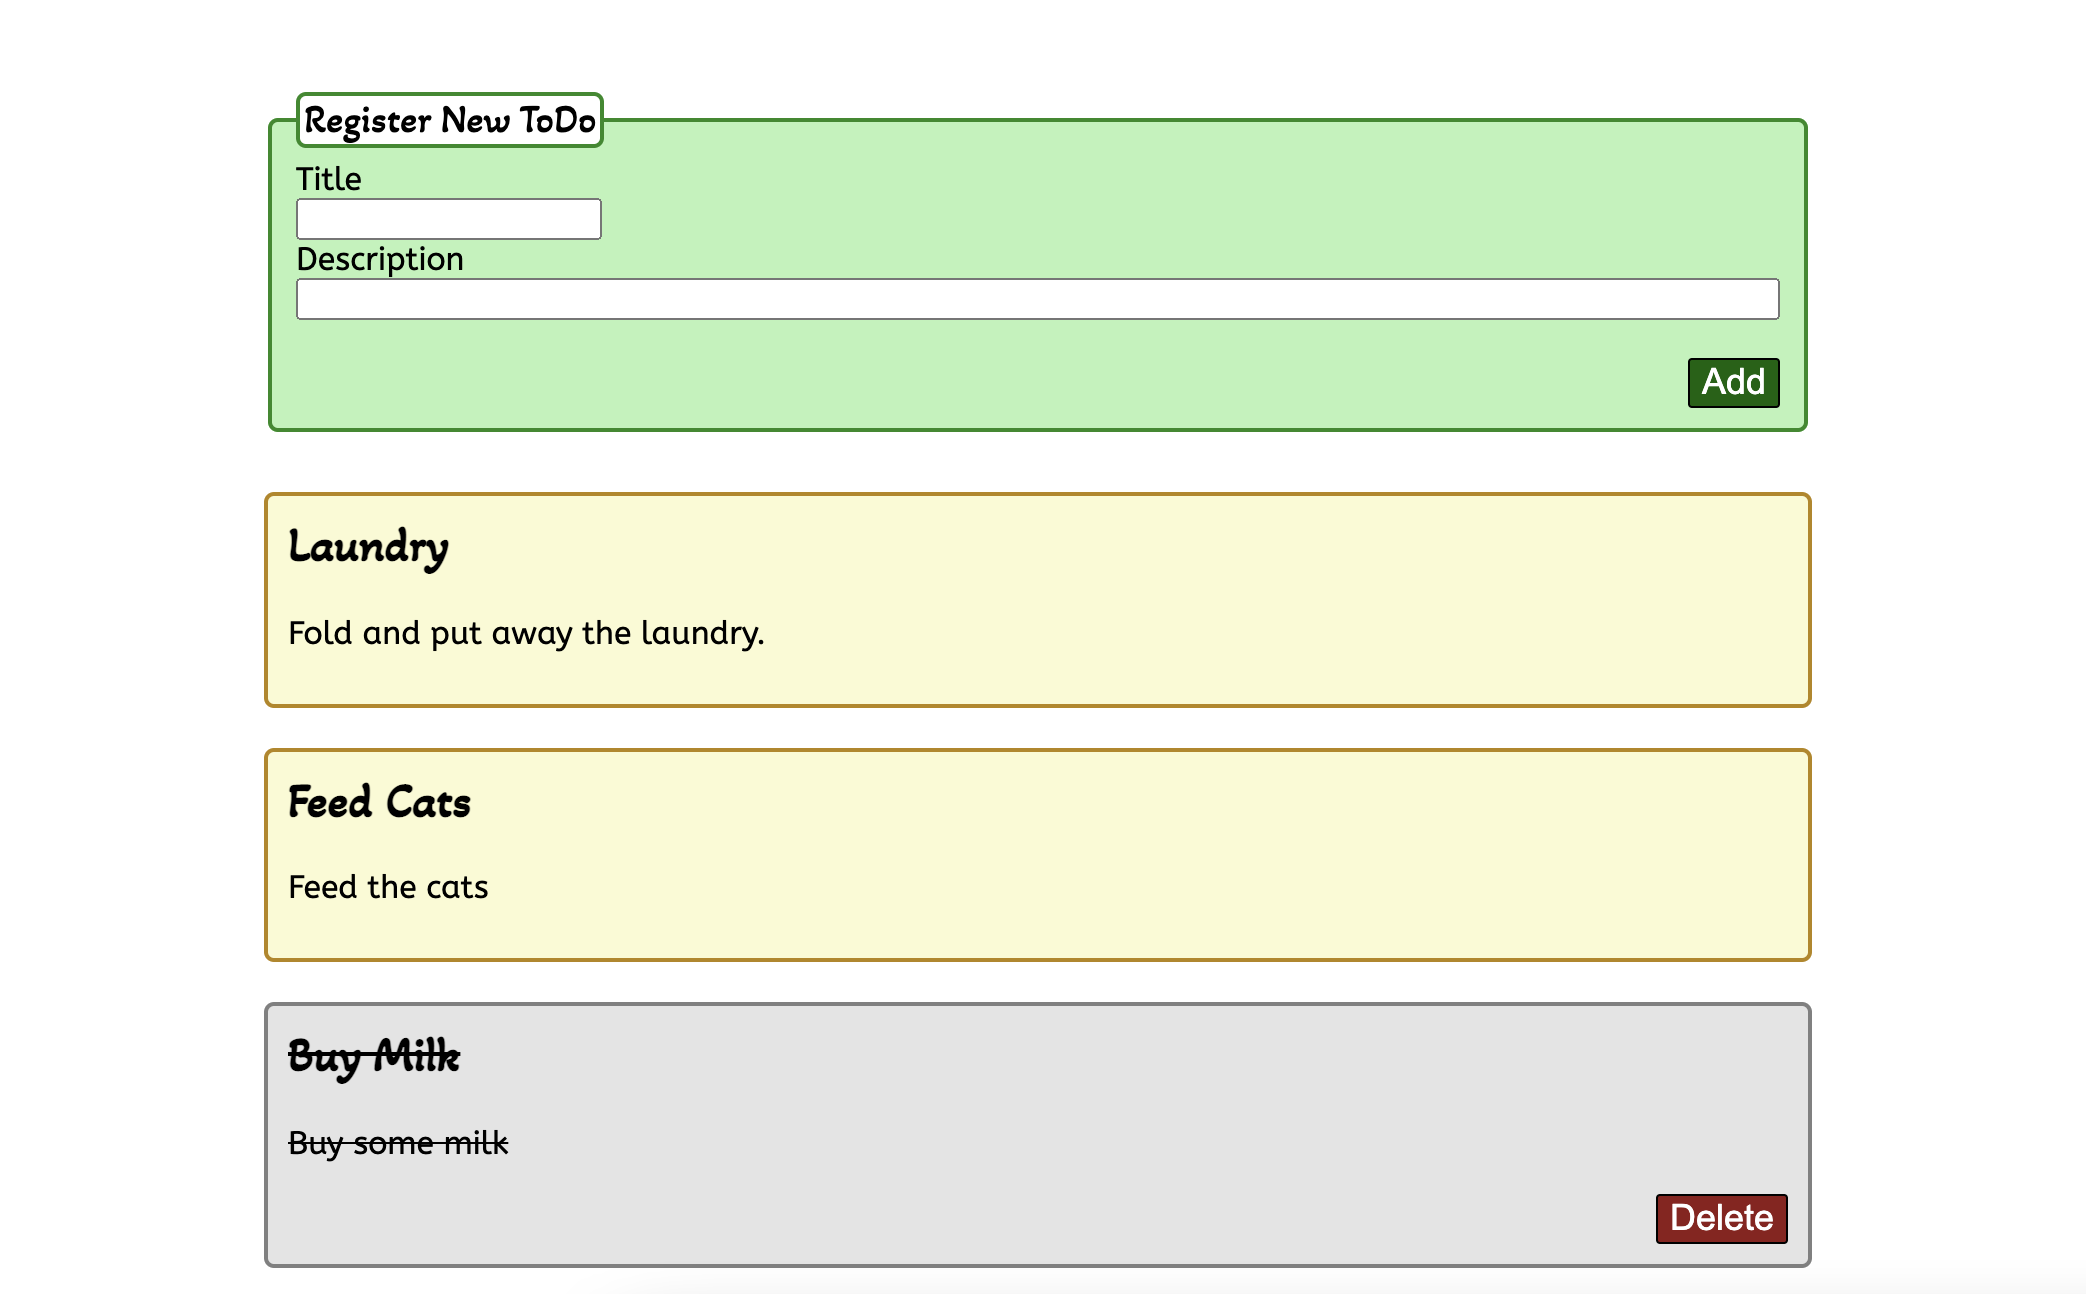 Register New ToDo
Title
Description
Add
Laundry
Fold and put away the laundry.
Feed Cats
Feed the cats
Buy Milk
Buy some milk
Delete